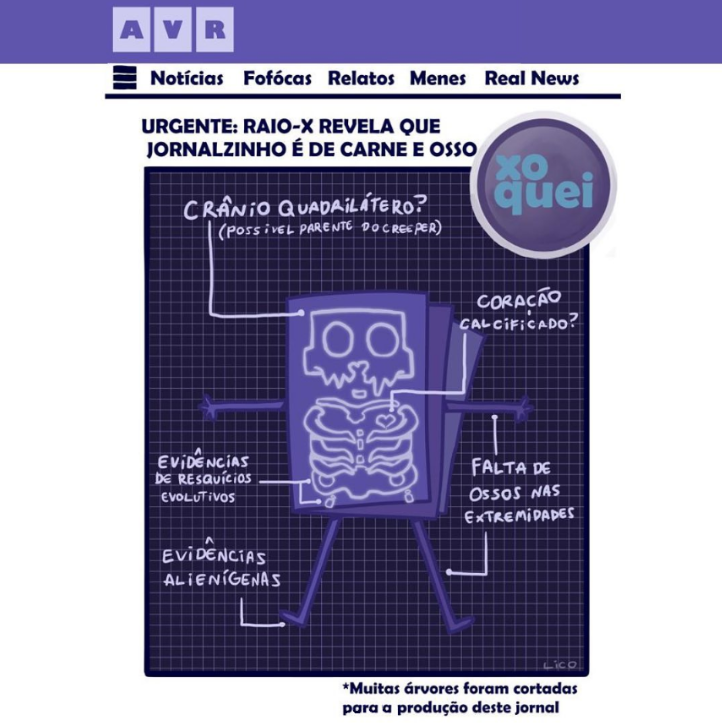 AVR
Notícias Fofócas Relatos Menes Real News
URGENTE: RAIO-X REVELA QUE
JORNALZINHO É DE CARNE E OSSO
xo
quei
CRÂNIO QUADRILÁTERO?
(POSSIVEL PARENTE DO CREEPER)
CORAÇÃO
CALCIFICADO?
EVIDÊNCIAS
DE RESQUÍCIOS
EVOLUTIVOS
FALTA DE
OSSOS NAS
EXTREMIDADES
EVIDÊNCIAS
ALIENÍGENAS
LICO
*Muitas árvores foram cortadas
para a produção deste jornal